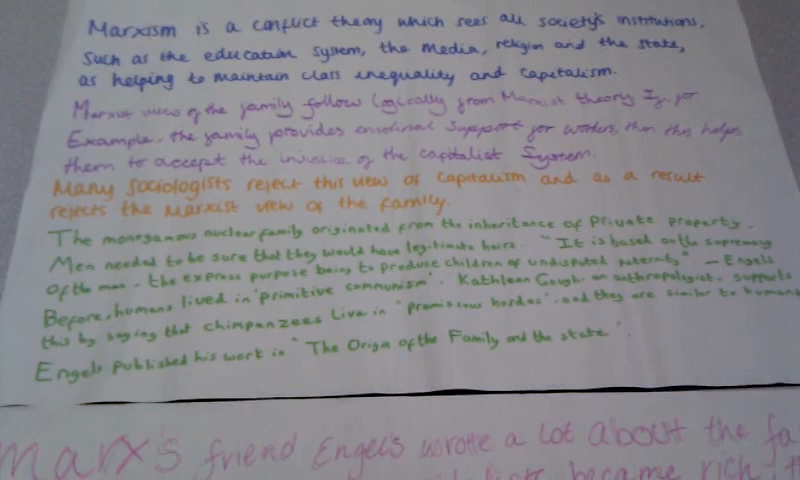 Marxism is a conflict theory which sees all society's institutions,
Such as the education system, the media, religion and the state,
as helping to maintain class inequality and capitalism.
Marxist views of the family follow logically from Marxist theory. If, for
Example, the family provides emotional support for workers, then this helps
them to accept the injustice of the capitalist System.
Many Sociologists reject this view of capitalism and as a result
rejects the Marxist view of the family.
The monogamous nuclear family originated from the inheritance of Private property.
Men needed to be sure that they would have legitimate heirs "It is based on the supremacy
Of the man - the express purpose being to produce children of undisputed paternity" - Engels
Before, humans lived in 'primitive communism'. Kathleen Gough, an anthropologist, supports
this by saying that chimpanzees Live in "promiscuous hordes", and they are similar to humans
Engels Published his work in "The Origin of the Family and the state".
Marx's friend Engels wrote a lot about the fa
became rich, t